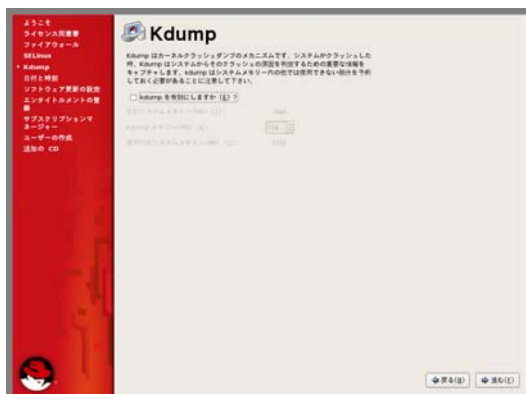 ようこそ
ライセンス同意書
ファイアウォール
SELinux
Kdump
日付と時刻
ソフトウェア更新の設定
エンタイトルメントの登
録
サブスクリプションマ
ネージャー
ユーザーの作成
追加の CD
Kdump
Kdump はカーネルクラッシュダンプのメカニズムです。システムがクラッシュした
時、Kdump はシステムからそのクラッシュの原因を判定するための重要な情報を
キャプチャします。kdump はシステムメモリーの他では使用できない部分を予約
しておく必要があることに注意して下さい。
kdump を有効にしますか (E) ?
戻る(B)
進む(F)